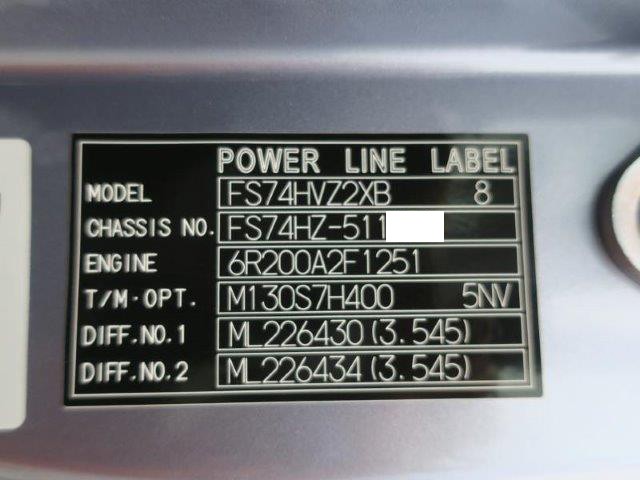 POWER LINE LABEL
MODEL FS74HVZ2XB 8
CHASSIS NO. FS74HZ-511
ENGINE 6R200A2F1251
T/M·OPT. M130S7H400 5NV
DIFF.NO.1 ML226430(3.545)
DIFF.NO.2 ML226434(3.545)